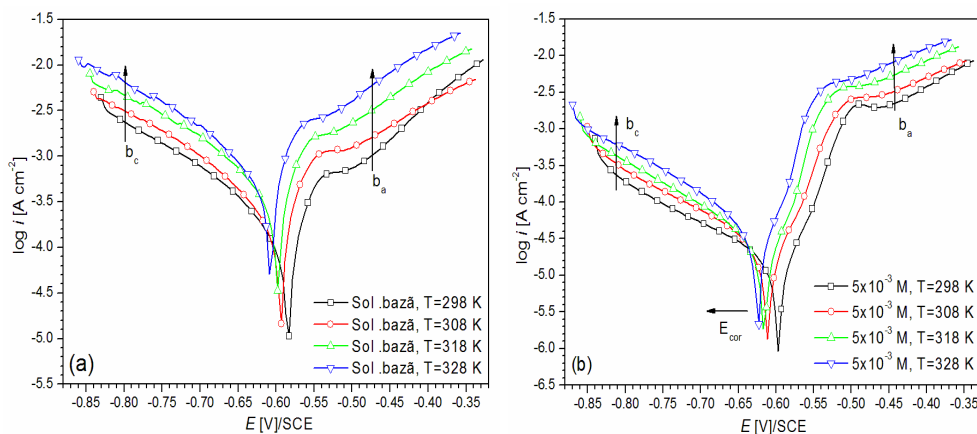 -1.5
-2.0
-2.5
-3.0
-3.5
-4.0
-4.5
-5.0
-5.5
log i [A cm⁻²]
b_c
b_a
Sol .bază, T=298 K
Sol .bază, T=308 K
Sol .bază, T=318 K
Sol .bază, T=328 K
(a)
-0.85 -0.80 -0.75 -0.70 -0.65 -0.60 -0.55 -0.50 -0.45 -0.40 -0.35
E [V]/SCE
-1.5
-2.0
-2.5
-3.0
-3.5
-4.0
-4.5
-5.0
-5.5
-6.0
-6.5
log i [A cm⁻²]
b_c
b_a
E_cor
5x10⁻³ M, T=298 K
5x10⁻³ M, T=308 K
5x10⁻³ M, T=318 K
5x10⁻³ M, T=328 K
(b)
-0.85 -0.80 -0.75 -0.70 -0.65 -0.60 -0.55 -0.50 -0.45 -0.40 -0.35
E [V]/SCE